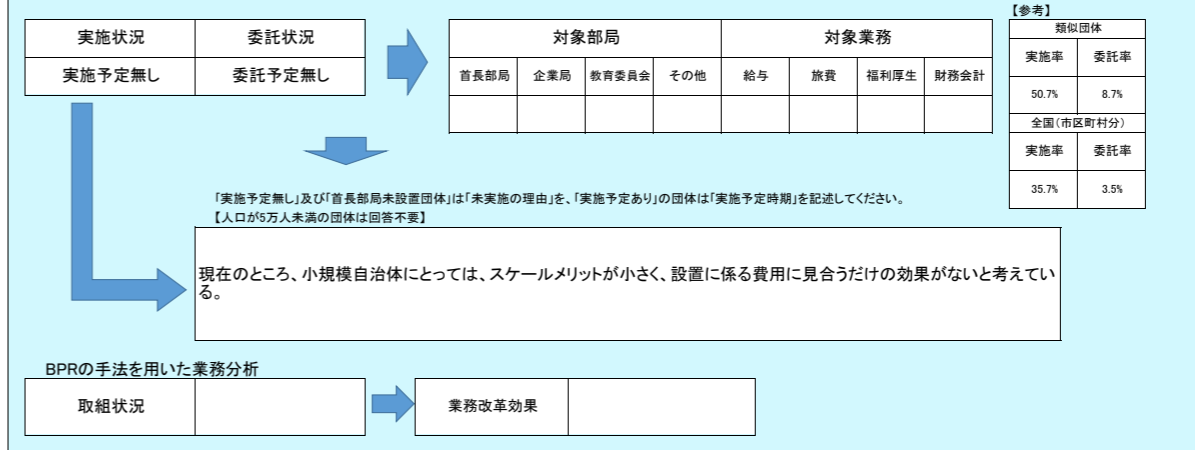 【参考】
実施状況 委託状況
実施予定無し 委託予定無し
対象部局 対象業務
首長部局 企業局 教育委員会 その他 給与 旅費 福利厚生 財務会計
類似団体
実施率 委託率
50.7% 8.7%
全国(市区町村分)
実施率 委託率
35.7% 3.5%
「実施予定無し」及び「首長部局未設置団体」は「未実施の理由」を、「実施予定あり」の団体は「実施予定時期」を記述してください。
【人口が5万人未満の団体は回答不要】
現在のところ、小規模自治体にとっては、スケールメリットが小さく、設置に係る費用に見合うだけの効果がないと考えてい
る。
BPRの手法を用いた業務分析
取組状況 業務改革効果